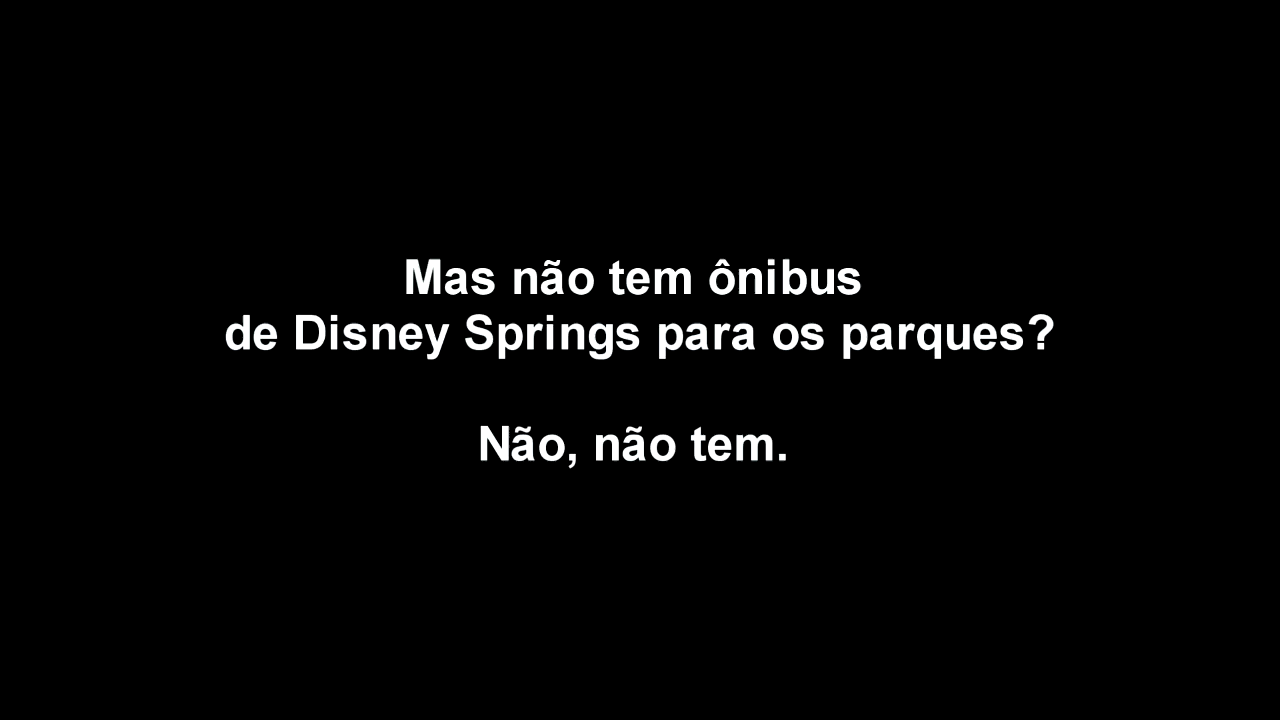 Mas não tem ônibus
de Disney Springs para os parques?
Não, não tem.